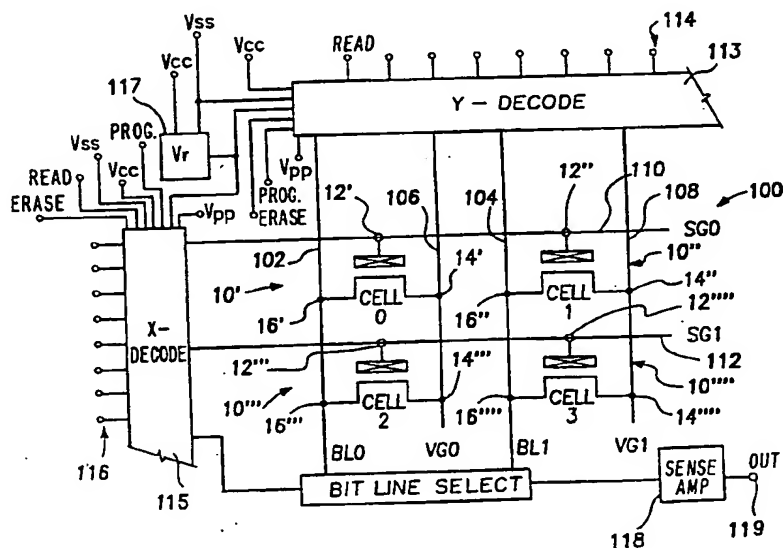 Vss
Vcc
Vcc
READ
114
113
117
PROG.
Vr
Y-DECODE
Vss
Vcc
READ
ERASE
Vpp
Vpp
PROG.
ERASE
12'
106
104
12"
110
108
100
SG0
102
10'
14'
10"
14"
16'
CELL
0
16"
CELL
1
12"""
X-
DECODE
SG1
12'''
14''''
112
10'''
10""
16'''
CELL
2
16""
CELL
3
14""
116
115
BL0
VG0
BL1
VG1
BIT LINE SELECT
SENSE
AMP
OUT
118
119